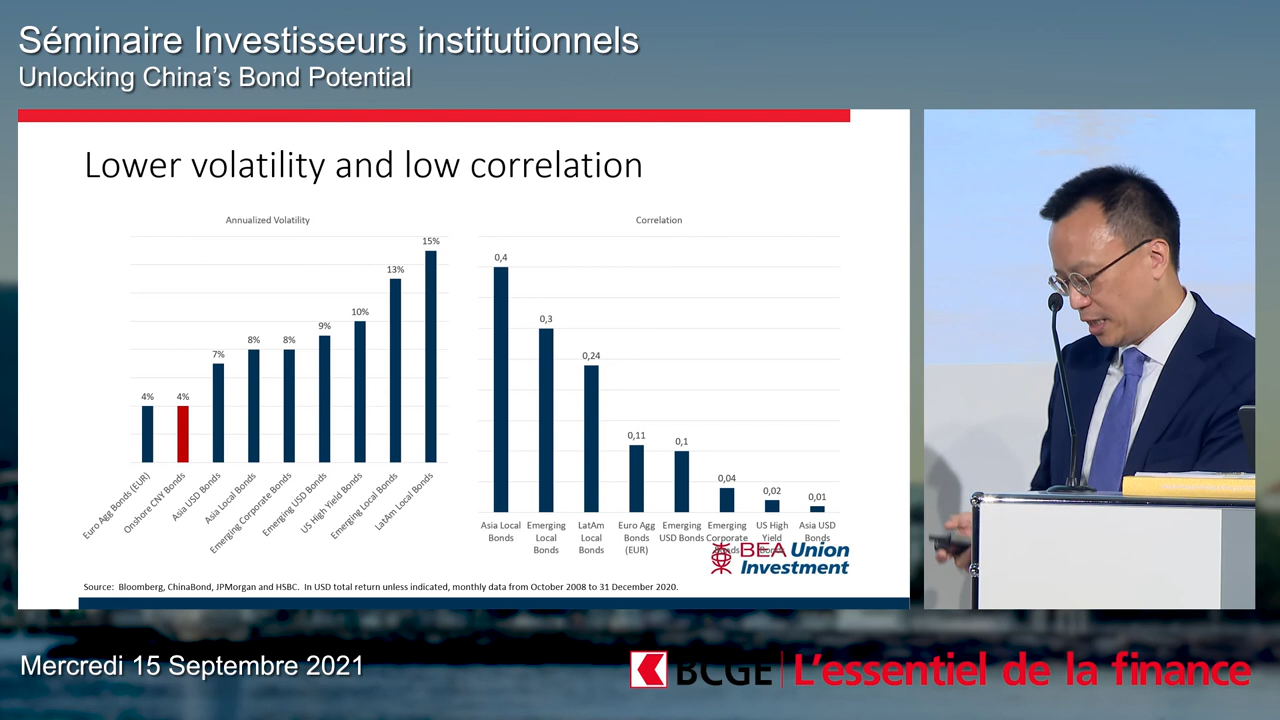 Séminaire Investisseurs institutionnels
Unlocking China’s Bond Potential
Lower volatility and low correlation
Annualized Volatility
4%
4%
7%
8%
8%
9%
10%
13%
15%
Euro Agg Bonds (EUR)
Onshore CNY Bonds
Asia USD Bonds
Asia Local Bonds
Emerging Corporate Bonds
Emerging USD Bonds
US High Yield Bonds
Emerging Local Bonds
LatAm Local Bonds
Correlation
0,4
0,3
0,24
0,11
0,1
0,04
0,02
0,01
Asia Local
Bonds
Emerging
Local
Bonds
LatAm
Local
Bonds
Euro Agg
Bonds
(EUR)
Emerging
USD Bonds
Emerging
Corporate
Bonds
US High
Yield
Bonds
Asia USD
Bonds
BEA Union
Investment
Source: Bloomberg, ChinaBond, JPMorgan and HSBC. In USD total return unless indicated, monthly data from October 2008 to 31 December 2020.
Mercredi 15 Septembre 2021
BCGE L’essentiel de la finance